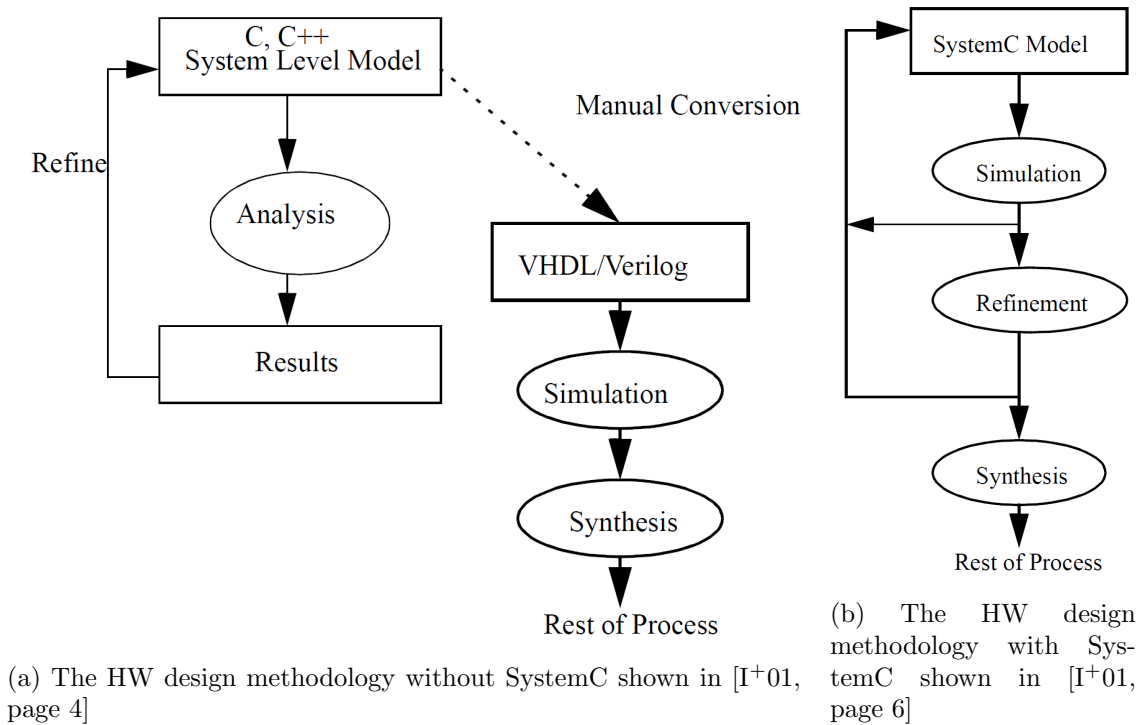 C, C++
System Level Model
Manual Conversion
Refine
Analysis
VHDL/Verilog
Results
Simulation
Synthesis
Rest of Process
(a) The HW design methodology without SystemC shown in [I+01,
page 4]
SystemC Model
Simulation
Refinement
Synthesis
Rest of Process
(b) The HW design
methodology with Sys-
temC shown in [I+01,
page 6]